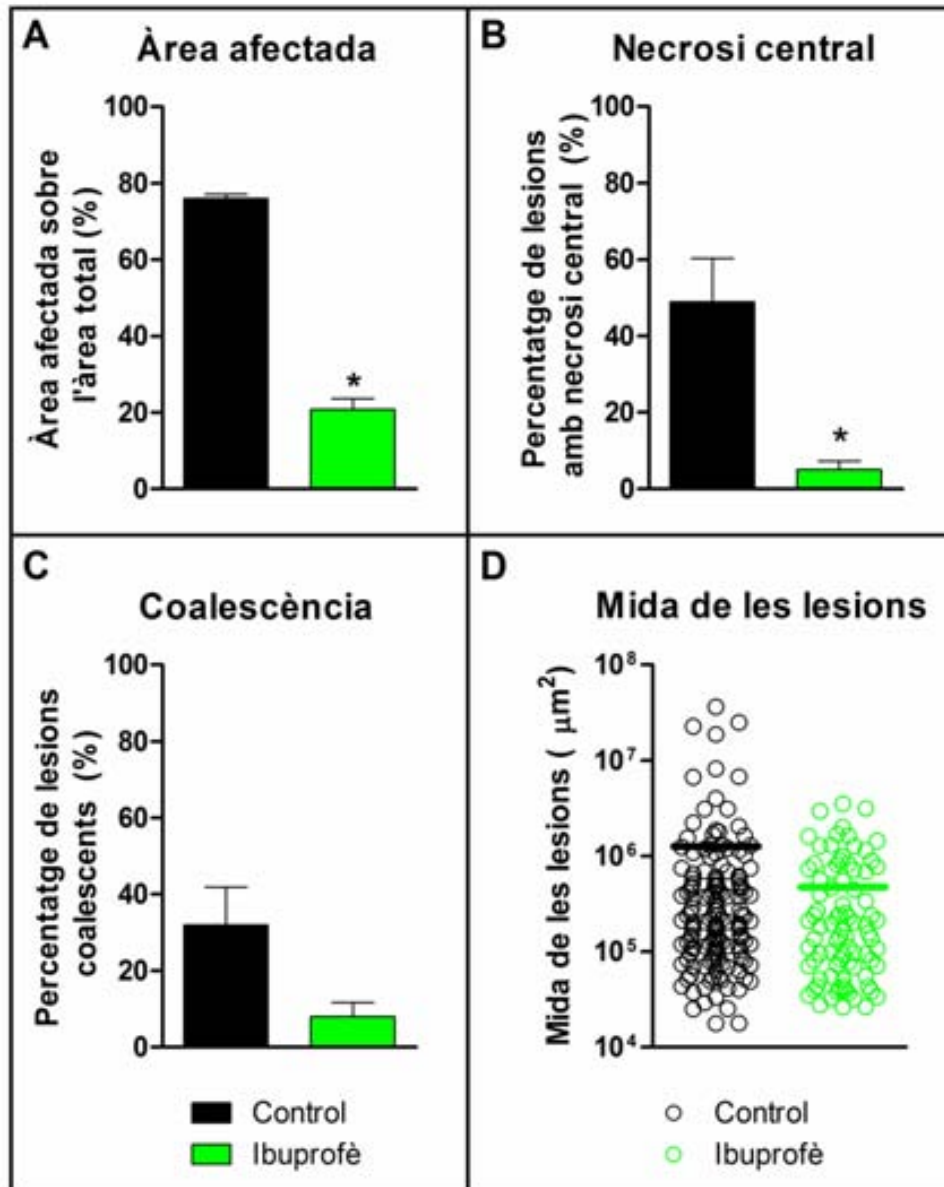 A
Àrea afectada
Àrea afectada sobre
l'àrea total (%)
100
80
60
40
20
0
*
B
Necrosi central
Percentatge de lesions
amb necrosi central (%)
100
80
60
40
20
0
*
C
Coalescència
Percentatge de lesions
coalescents (%)
100
80
60
40
20
0
Control
Ibuprofè
D
Mida de les lesions
Mida de les lesions ( μm²)
10⁸
10⁷
10⁶
10⁵
10⁴
Control
Ibuprofè